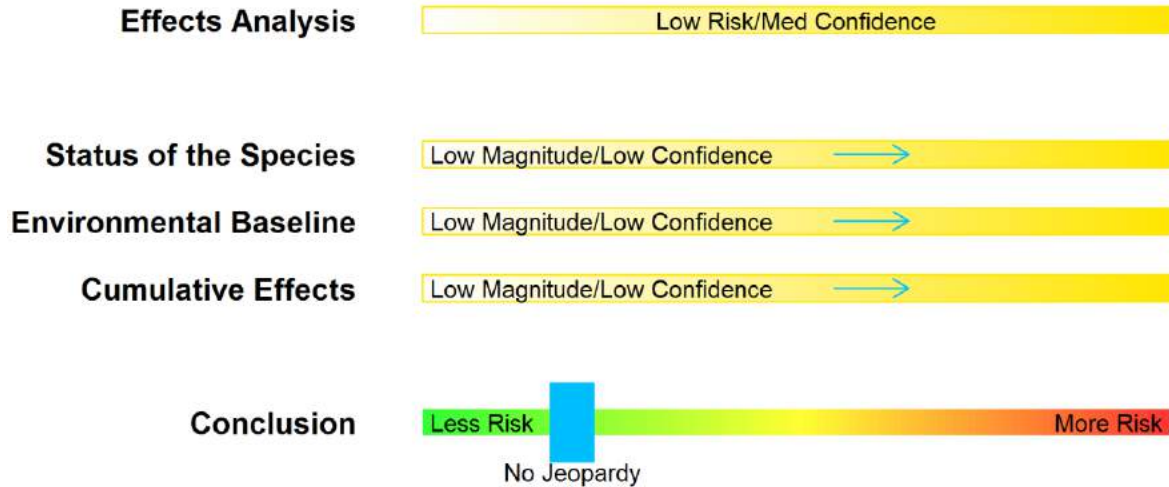 Effects Analysis Low Risk/Med Confidence
Status of the Species Low Magnitude/Low Confidence
Environmental Baseline Low Magnitude/Low Confidence
Cumulative Effects Low Magnitude/Low Confidence
Conclusion Less Risk More Risk
No Jeopardy